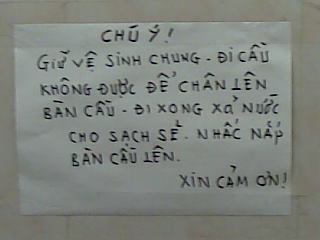 CHÚ Ý!
GIỮ VỆ SINH CHUNG - ĐI CẦU
KHÔNG ĐƯỢC ĐỂ CHÂN LÊN
BÀN CẦU - ĐI XONG XẢ NƯỚC
CHO SẠCH SẼ. NHẤC NẮP
BÀN CẦU LÊN.
XIN CẢM ƠN!